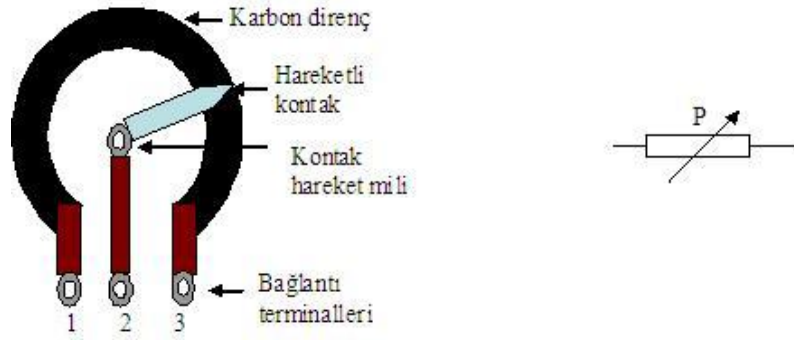 Karbon direnç
Hareketli
kontak
Kontak
hareket mili
Bağlantı
terminalleri
1 2 3
P